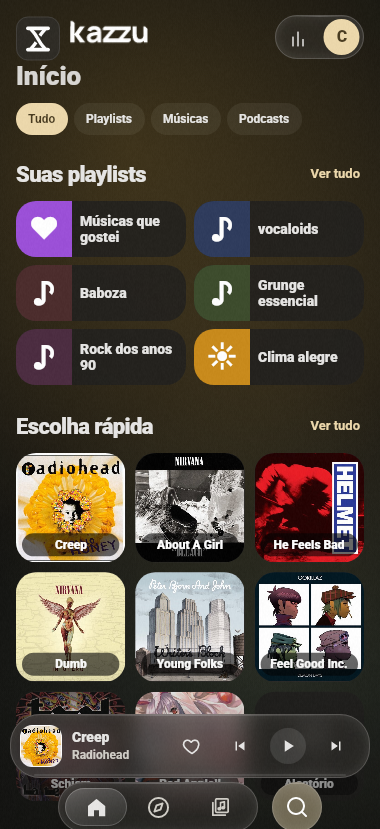 kazzu
C
Início
Tudo
Playlists
Músicas
Podcasts
Suas playlists
Ver tudo
Músicas que
gostei
vocaloids
Baboza
Grunge
essencial
Rock dos anos
90
Clima alegre
Escolha rápida
Ver tudo
radiohead
Creep
NIRVANA
About A Girl
HELME
He Feels Bad
NIRVANA
Dumb
Peter Bjorn And John
Young Folks
GORILLAZ
Feel Good Inc.
Creep
Radiohead
Schism
Aleatório